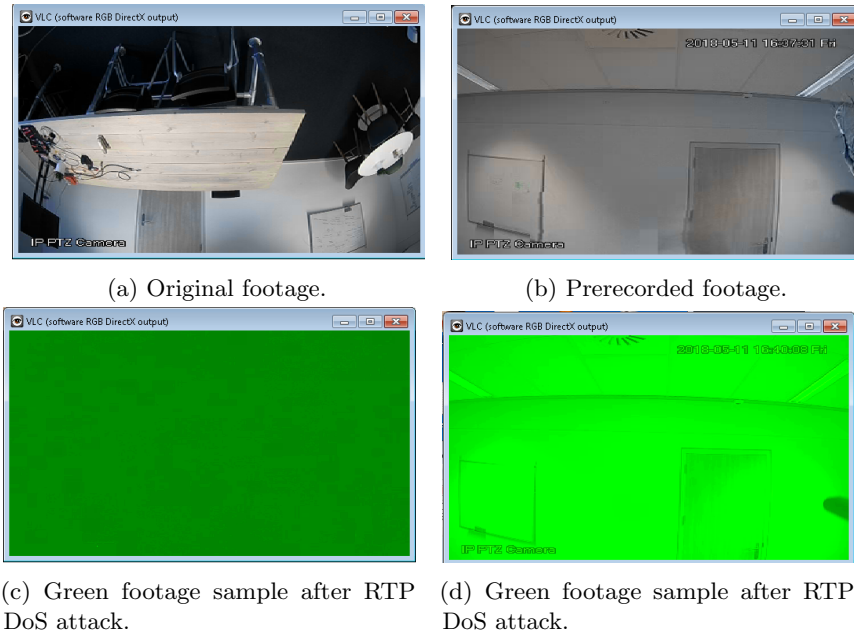 VLC (software RGB DirectX output)
IP PTZ Camera
VLC (software RGB DirectX output)
2018-05-11 16:37:31 Fri
IP PTZ Camera
(a) Original footage.
(b) Prerecorded footage.
VLC (software RGB DirectX output)
VLC (software RGB DirectX output)
2018-05-11 16:40:08 Fri
IP PTZ Camera
(c) Green footage sample after RTP
DoS attack.
(d) Green footage sample after RTP
DoS attack.